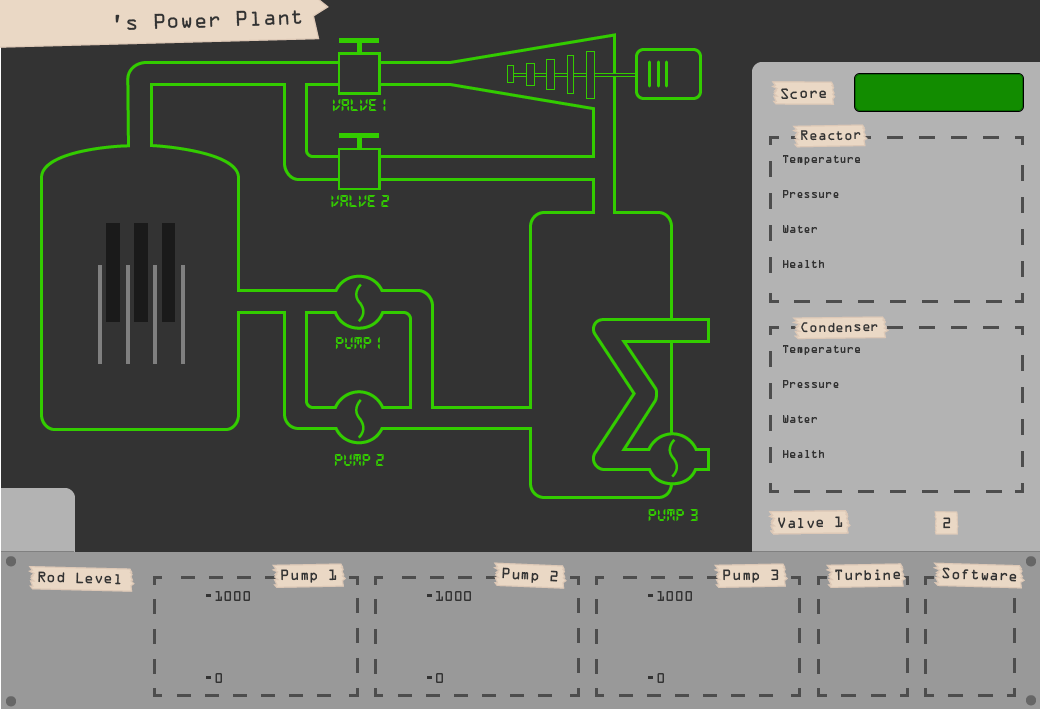 's Power Plant
VALVE 1
VALVE 2
PUMP 1
PUMP 2
PUMP 3
Score
Reactor
Temperature
Pressure
Water
Health
Condenser
Temperature
Pressure
Water
Health
Valve 1
2
Rod Level
Pump 1
-1000
-0
Pump 2
-1000
-0
Pump 3
-1000
-0
Turbine
Software